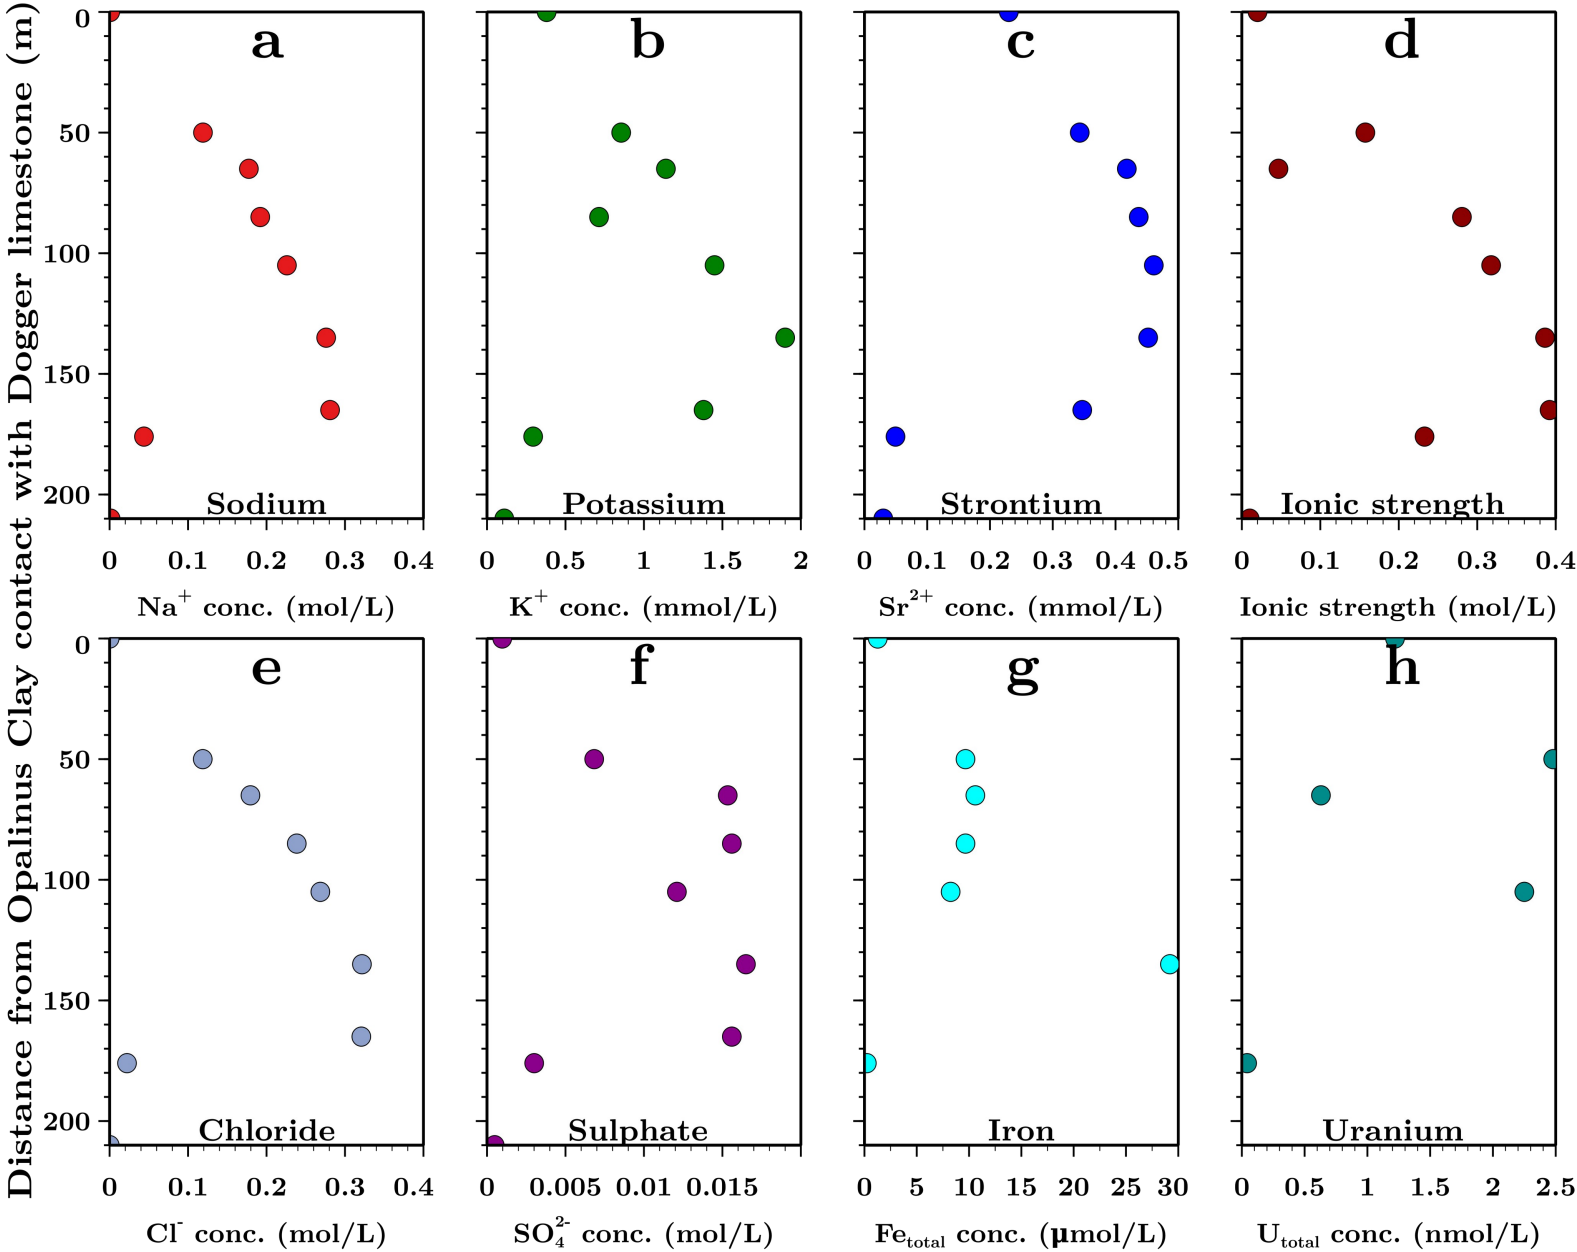 Distance from Opalinus Clay contact with Dogger limestone (m)
a b c d
0
50
100
150
200
Sodium Potassium Strontium Ionic strength
0 0.1 0.2 0.3 0.4 0 0.5 1 1.5 2 0 0.1 0.2 0.3 0.4 0.5 0 0.1 0.2 0.3 0.4
Na⁺ conc. (mol/L) K⁺ conc. (mmol/L) Sr²⁺ conc. (mmol/L) Ionic strength (mol/L)
e f g h
0
50
100
150
200
Chloride Sulphate Iron Uranium
0 0.1 0.2 0.3 0.4 0 0.005 0.01 0.015 0 5 10 15 20 25 30 0 0.5 1 1.5 2 2.5
Cl⁻ conc. (mol/L) SO₄²⁻ conc. (mol/L) Fe_total conc. (µmol/L) U_total conc. (nmol/L)